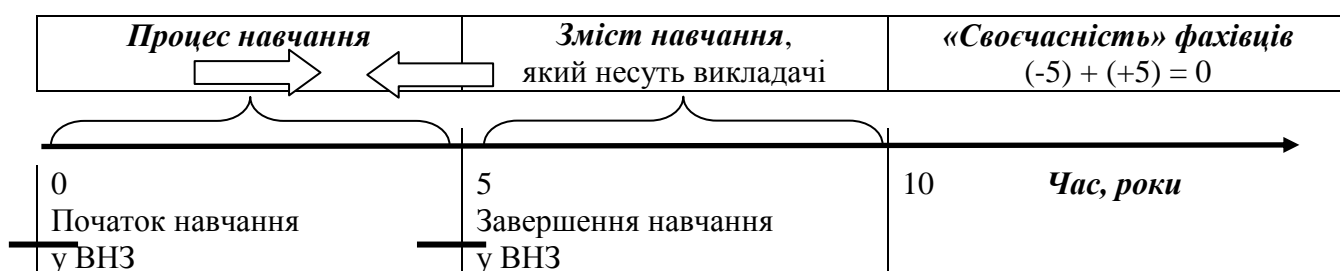 Процес навчання
Зміст навчання,
який несуть викладачі
«Своєчасність» фахівців
(-5) + (+5) = 0
0
Початок навчання
у ВНЗ
5
Завершення навчання
у ВНЗ
10
Час, роки